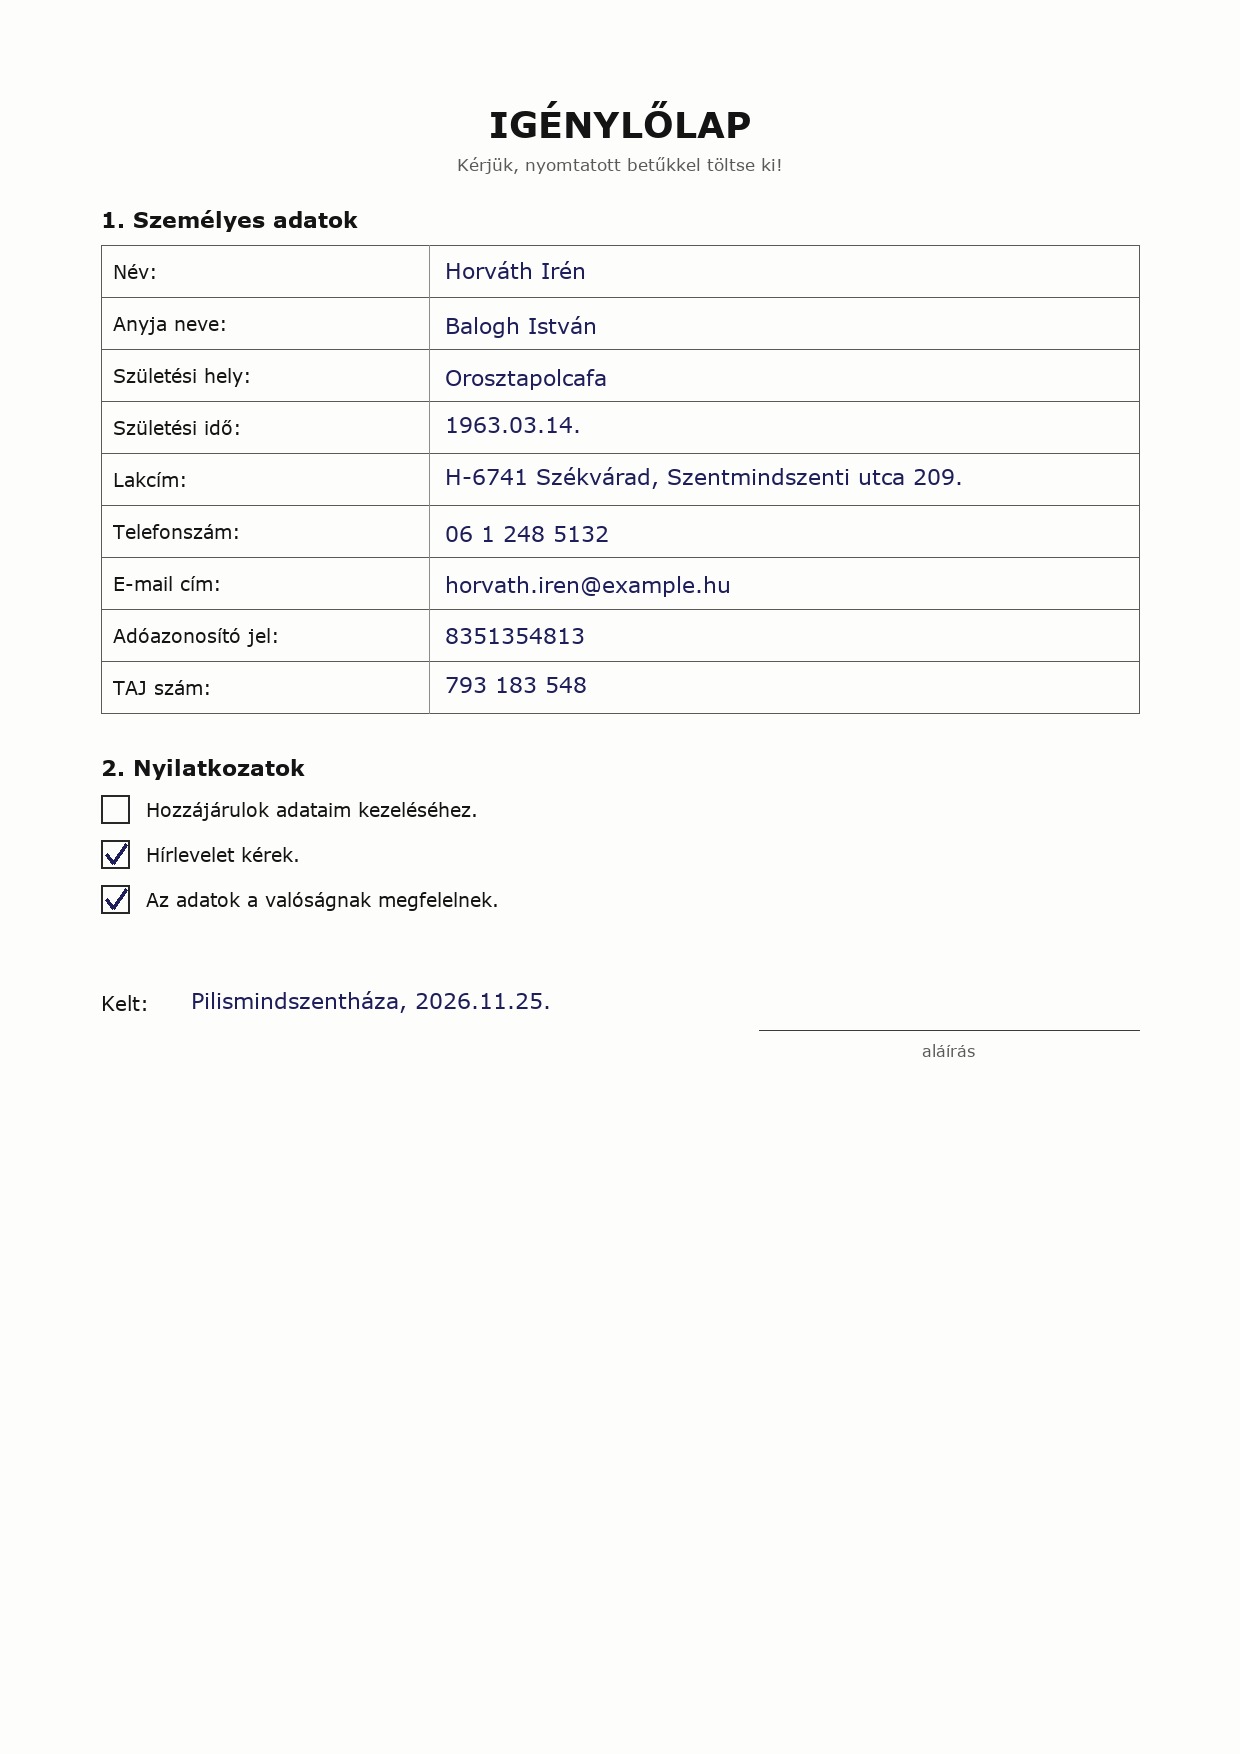 IGÉNYLŐLAP
Kérjük, nyomtatott betűkkel töltse ki!
1. Személyes adatok
Név: Horváth Irén
Anyja neve: Balogh István
Születési hely: Orosztapolcafa
Születési idő: 1963.03.14.
Lakcím: H-6741 Székvárad, Szentmindszenti utca 209.
Telefonszám: 06 1 248 5132
E-mail cím: horvath.iren@example.hu
Adóazonosító jel: 8351354813
TAJ szám: 793 183 548
2. Nyilatkozatok
Hozzájárulok adataim kezeléséhez.
Hírlevelet kérek.
Az adatok a valóságnak megfelelnek.
Kelt: Pilismindszentháza, 2026.11.25.
aláírás